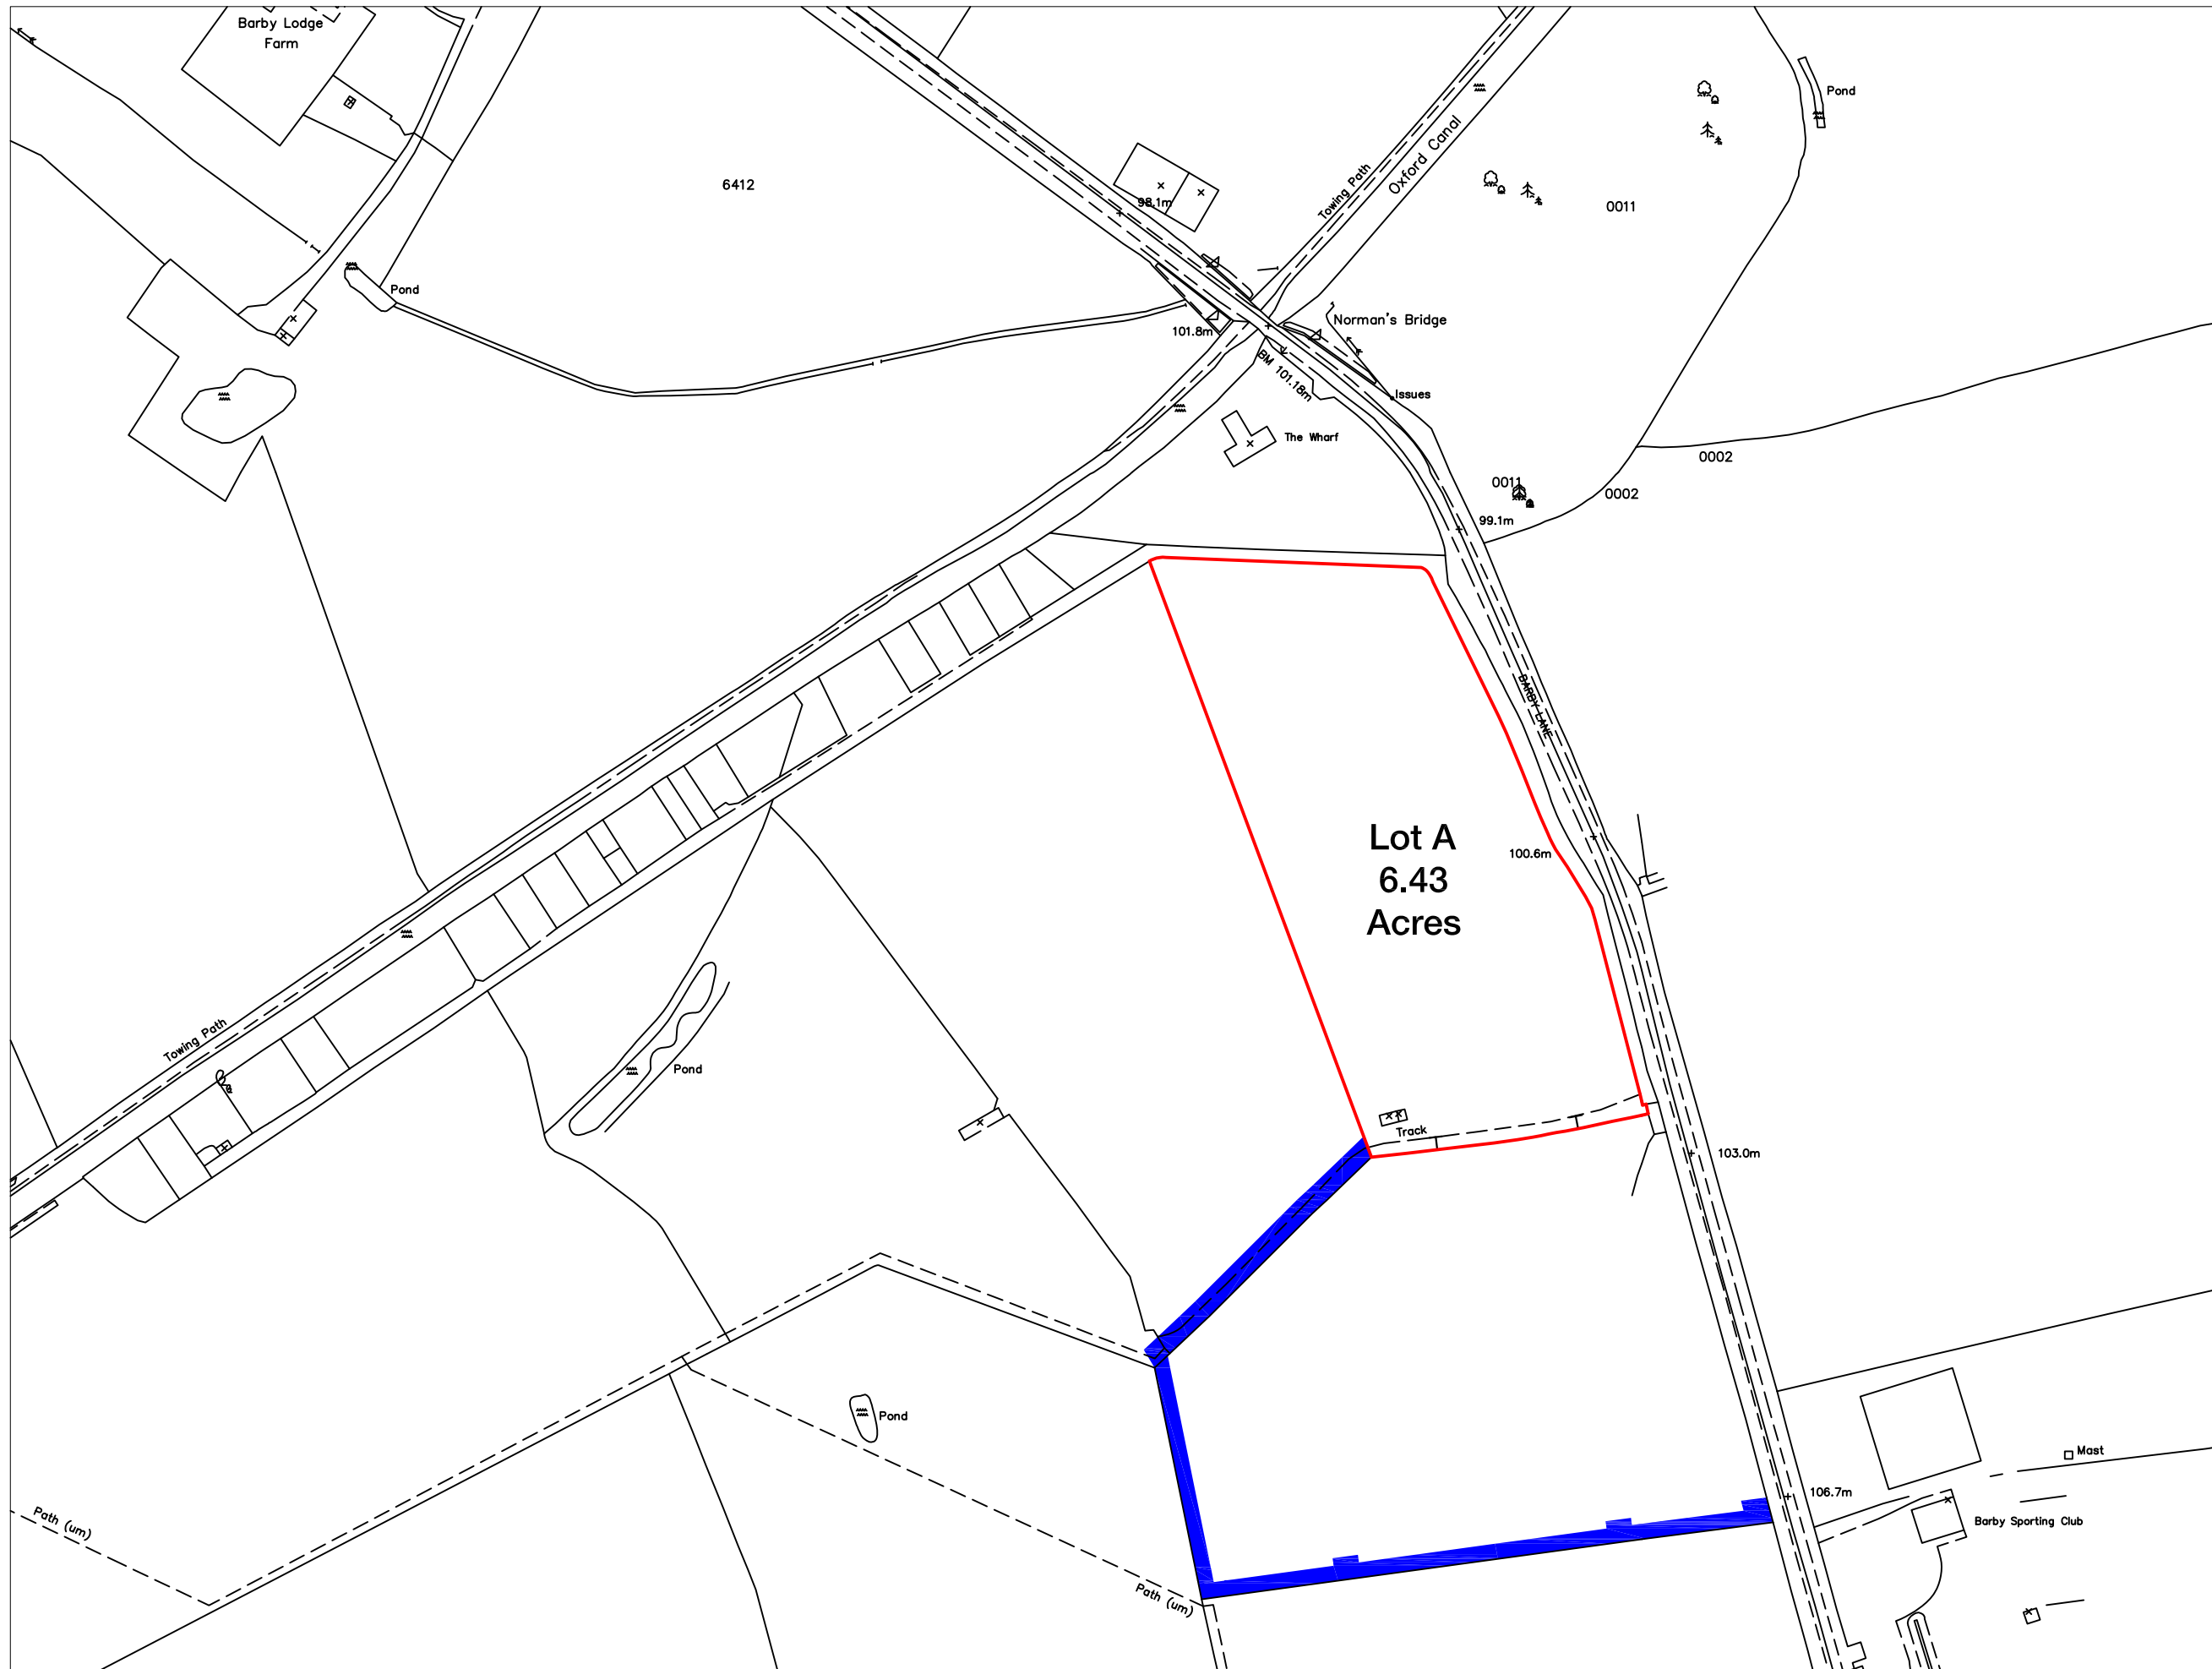 Barby Lodge
Farm
Pond
6412
98.1m
Towing Path
Oxford Canal
0011
Pond
Norman's Bridge
101.8m
BM 101.18m
Issues
The Wharf
0011
0002
0002
99.1m
BARBY LANE
Lot A
6.43
Acres
100.6m
Towing Path
Pond
Track
103.0m
Pond
Mast
106.7m
Barby Sporting Club
Path (um)
Path (um)